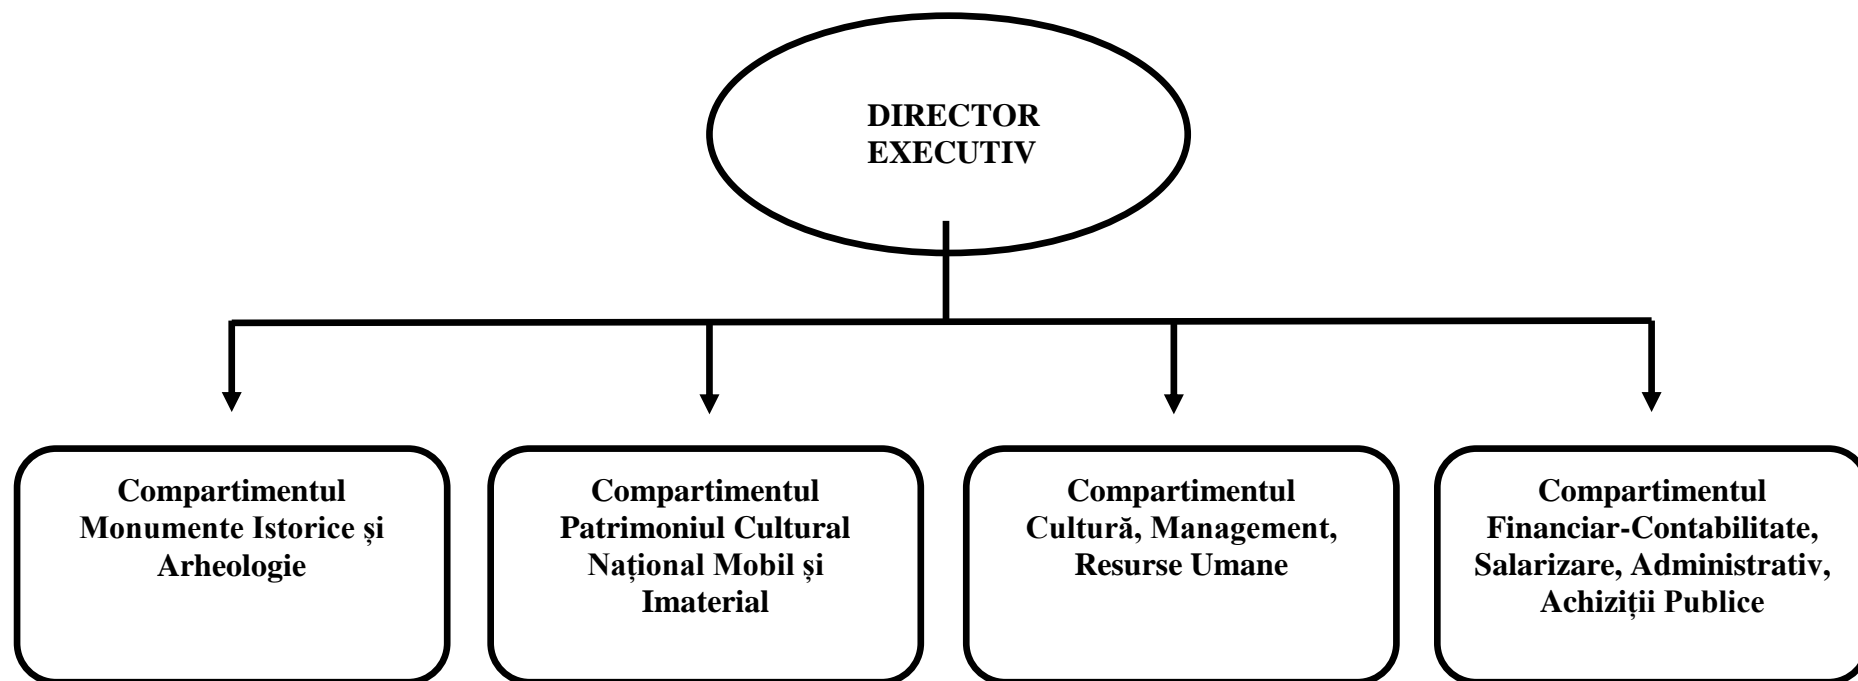 DIRECTOR
EXECUTIV
Compartimentul
Monumente Istorice și
Arheologie
Compartimentul
Patrimoniul Cultural
Național Mobil și
Imaterial
Compartimentul
Cultură, Management,
Resurse Umane
Compartimentul
Financiar-Contabilitate,
Salarizare, Administrativ,
Achiziții Publice